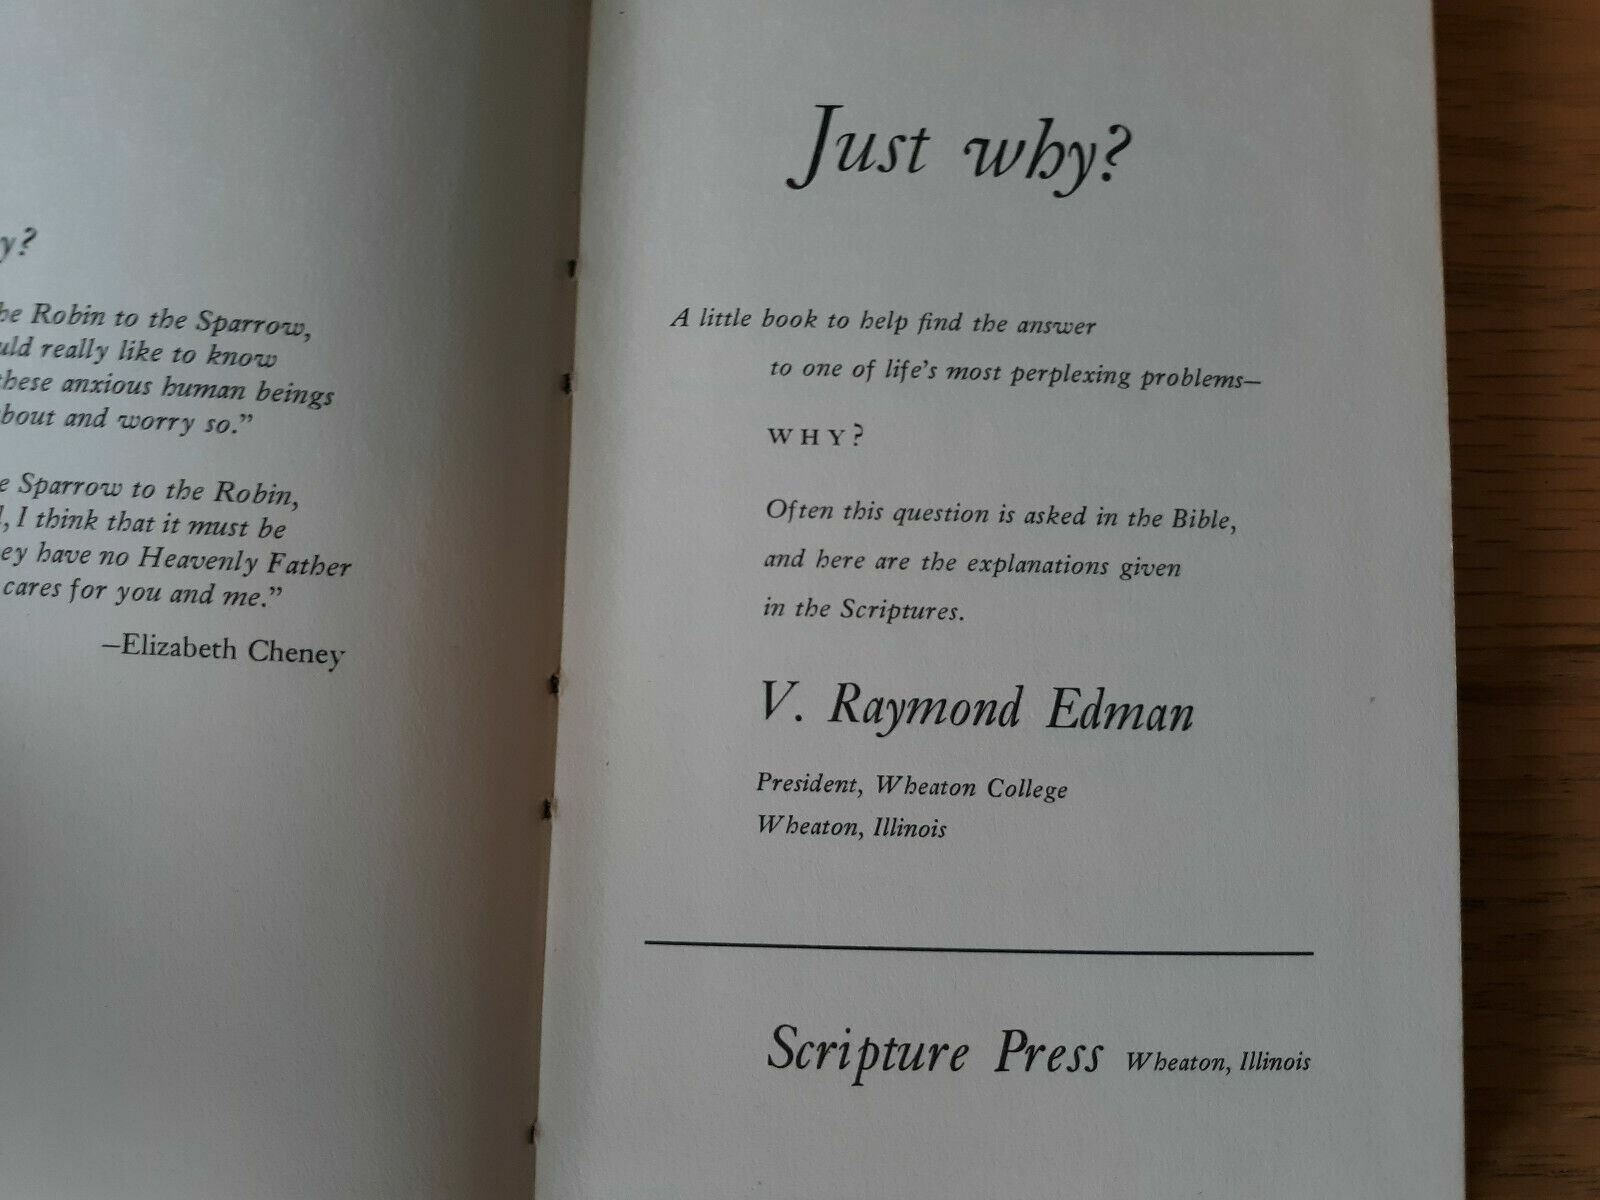 y?
he Robin to the Sparrow,
uld really like to know
these anxious human beings
bout and worry so.”
e Sparrow to the Robin,
, I think that it must be
ey have no Heavenly Father
cares for you and me.”
—Elizabeth Cheney
Just why?
A little book to help find the answer
to one of life's most perplexing problems—
WHY?
Often this question is asked in the Bible,
and here are the explanations given
in the Scriptures.
V. Raymond Edman
President, Wheaton College
Wheaton, Illinois
Scripture Press Wheaton, Illinois